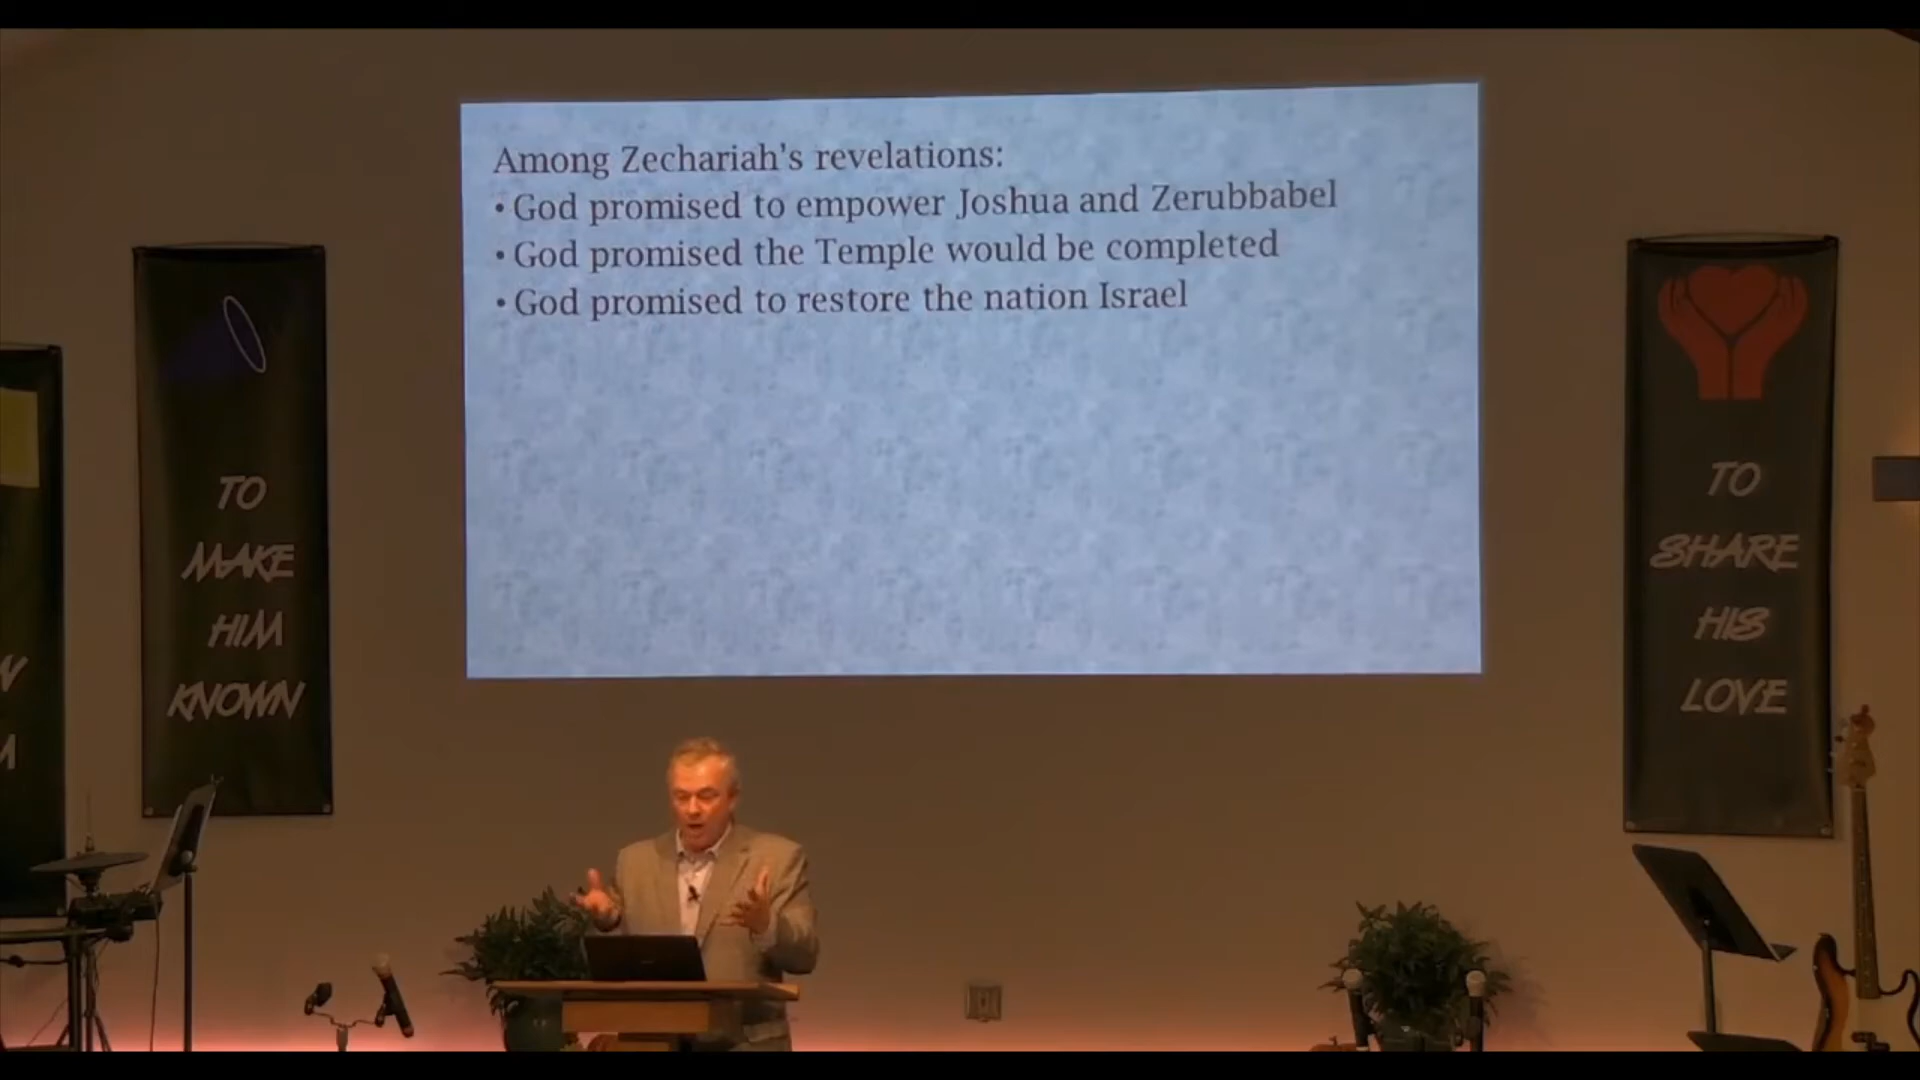 Among Zechariah's revelations:
• God promised to empower Joshua and Zerubbabel
• God promised the Temple would be completed
• God promised to restore the nation Israel
TO
MAKE
HIM
KNOWN
TO
SHARE
HIS
LOVE